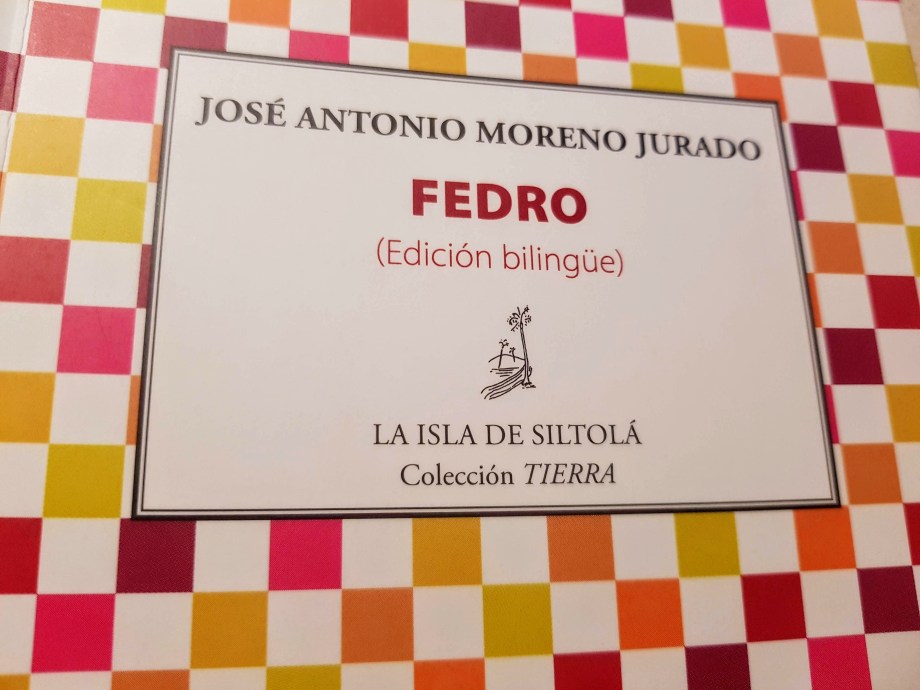 JOSÉ ANTONIO MORENO JURADO
FEDRO
(Edición bilingüe)
LA ISLA DE SILTOLÁ
Colección TIERRA